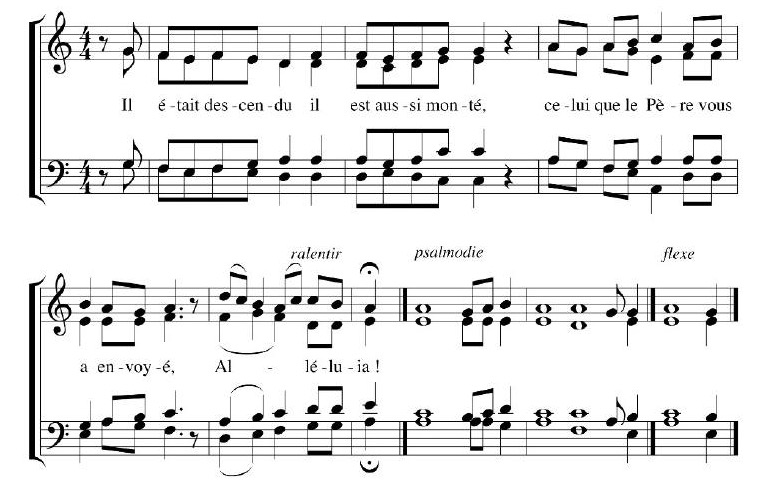 Il é - tait des - cen - du il est aus - si mon - té, ce - lui que le Pè - re vous
ralentir psalmodie flexe
a en - voy - é, Al - lé - lu - ia !